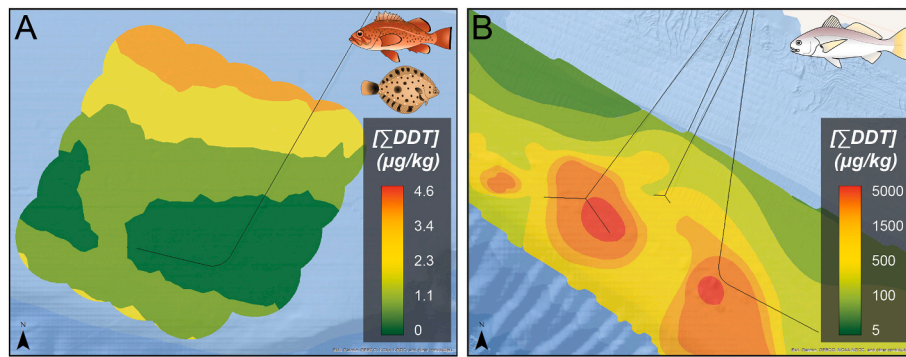 A
[∑DDT]
(µg/kg)
4.6
3.4
2.3
1.1
0
N
B
[∑DDT]
(µg/kg)
5000
1500
500
100
5
N